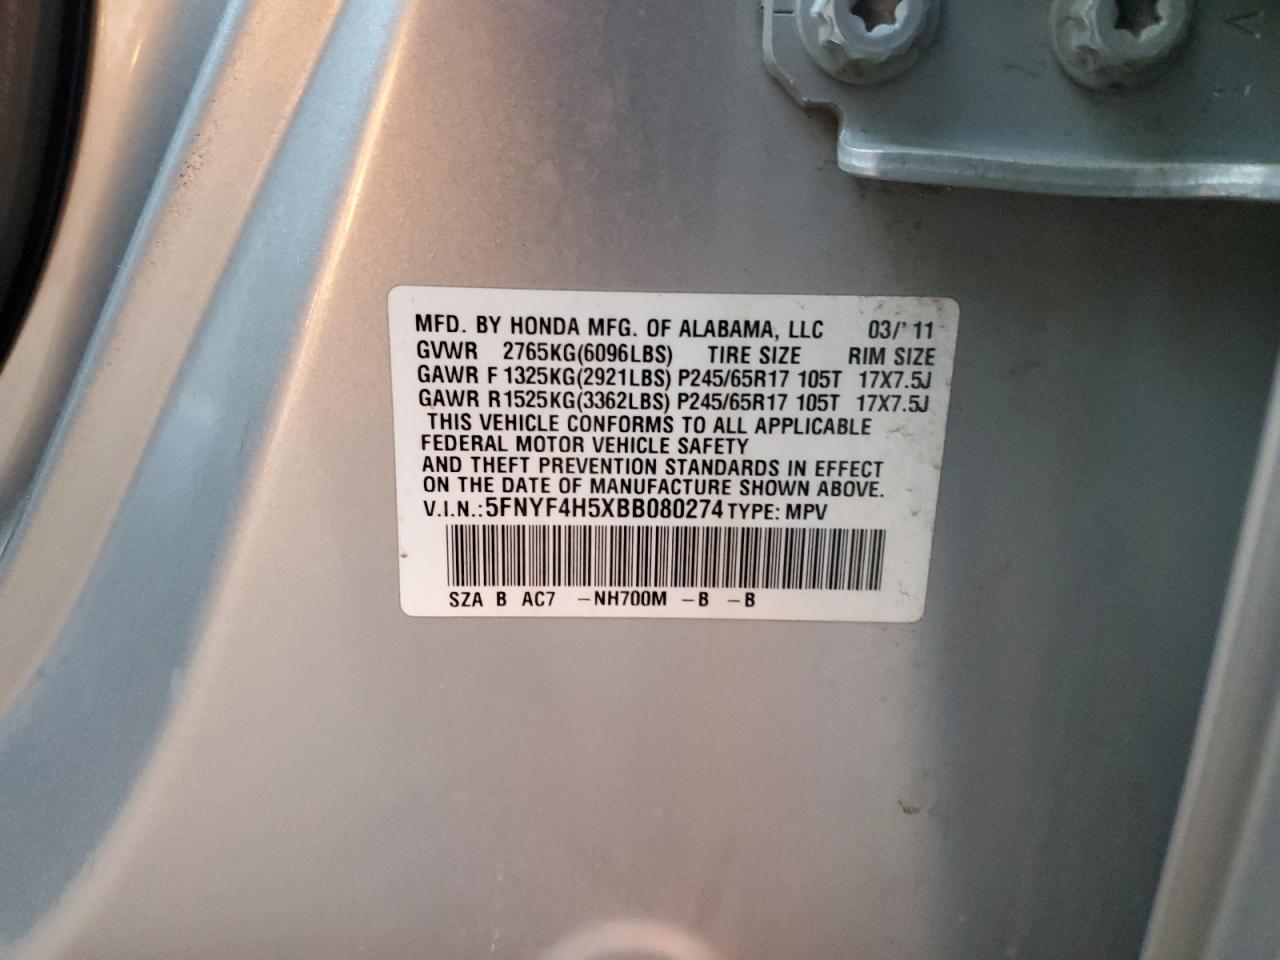 MFD. BY HONDA MFG. OF ALABAMA, LLC 03/'11
GVWR 2765KG(6096LBS) TIRE SIZE RIM SIZE
GAWR F 1325KG(2921LBS) P245/65R17 105T 17X7.5J
GAWR R 1525KG(3362LBS) P245/65R17 105T 17X7.5J
THIS VEHICLE CONFORMS TO ALL APPLICABLE
FEDERAL MOTOR VEHICLE SAFETY
AND THEFT PREVENTION STANDARDS IN EFFECT
ON THE DATE OF MANUFACTURE SHOWN ABOVE.
V.I.N.:5FNYF4H5XBB080274 TYPE: MPV
SZA B AC7 -NH700M -B -B